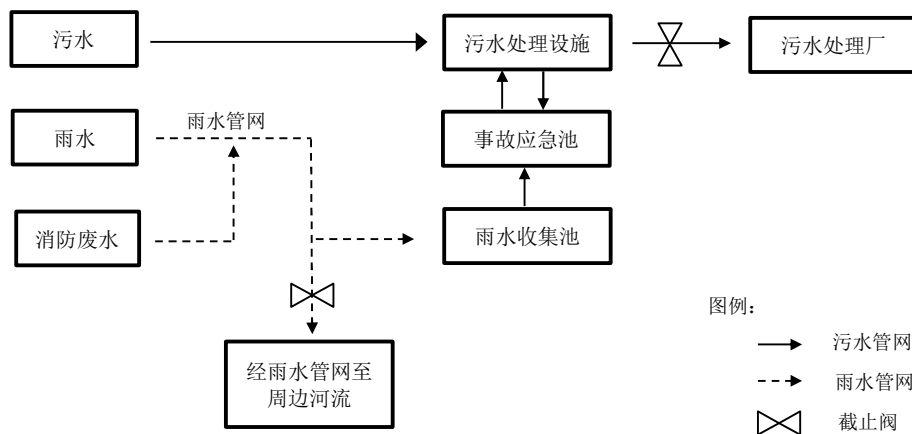 污水
污水处理设施
污水处理厂
雨水
雨水管网
事故应急池
消防废水
雨水收集池
经雨水管网至
周边河流
图例：
污水管网
雨水管网
截止阀